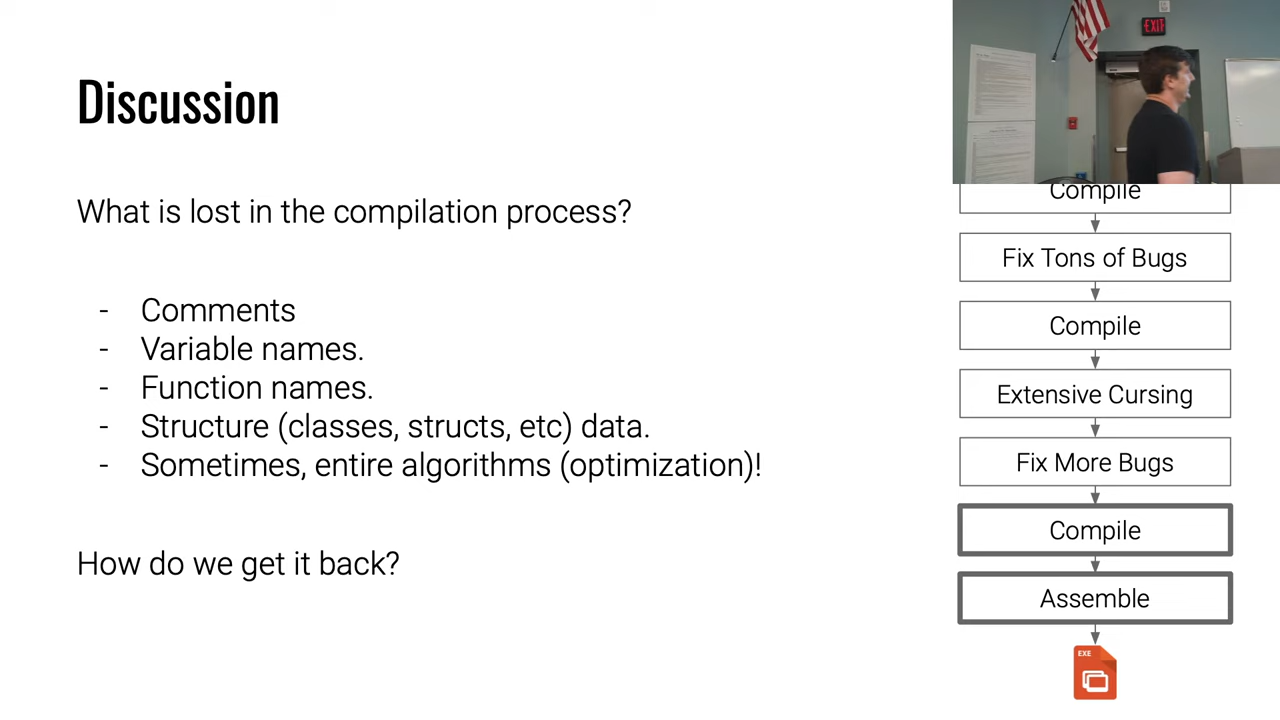 Discussion
What is lost in the compilation process?
- Comments
- Variable names.
- Function names.
- Structure (classes, structs, etc) data.
- Sometimes, entire algorithms (optimization)!
How do we get it back?
EXIT
Compile
Fix Tons of Bugs
Compile
Extensive Cursing
Fix More Bugs
Compile
Assemble
EXE